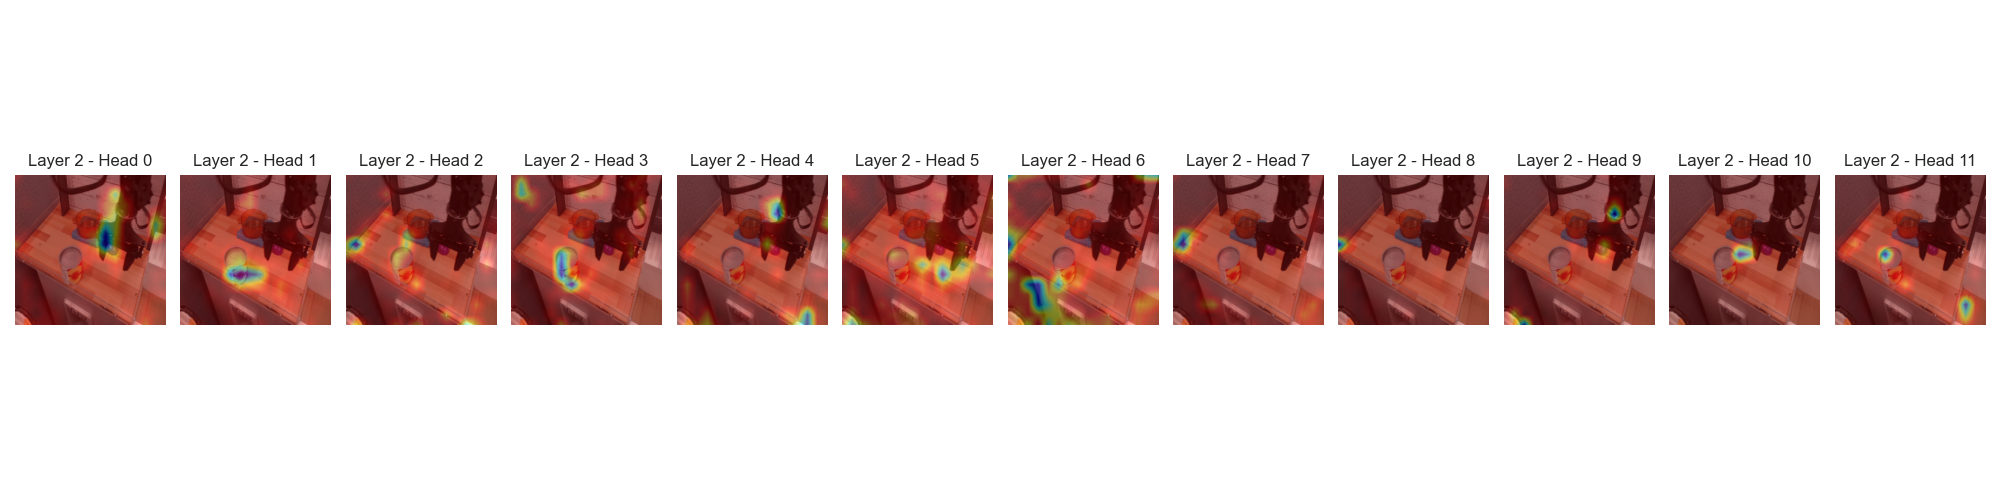 Layer 2 - Head 0
Layer 2 - Head 1
Layer 2 - Head 2
Layer 2 - Head 3
Layer 2 - Head 4
Layer 2 - Head 5
Layer 2 - Head 6
Layer 2 - Head 7
Layer 2 - Head 8
Layer 2 - Head 9
Layer 2 - Head 10
Layer 2 - Head 11